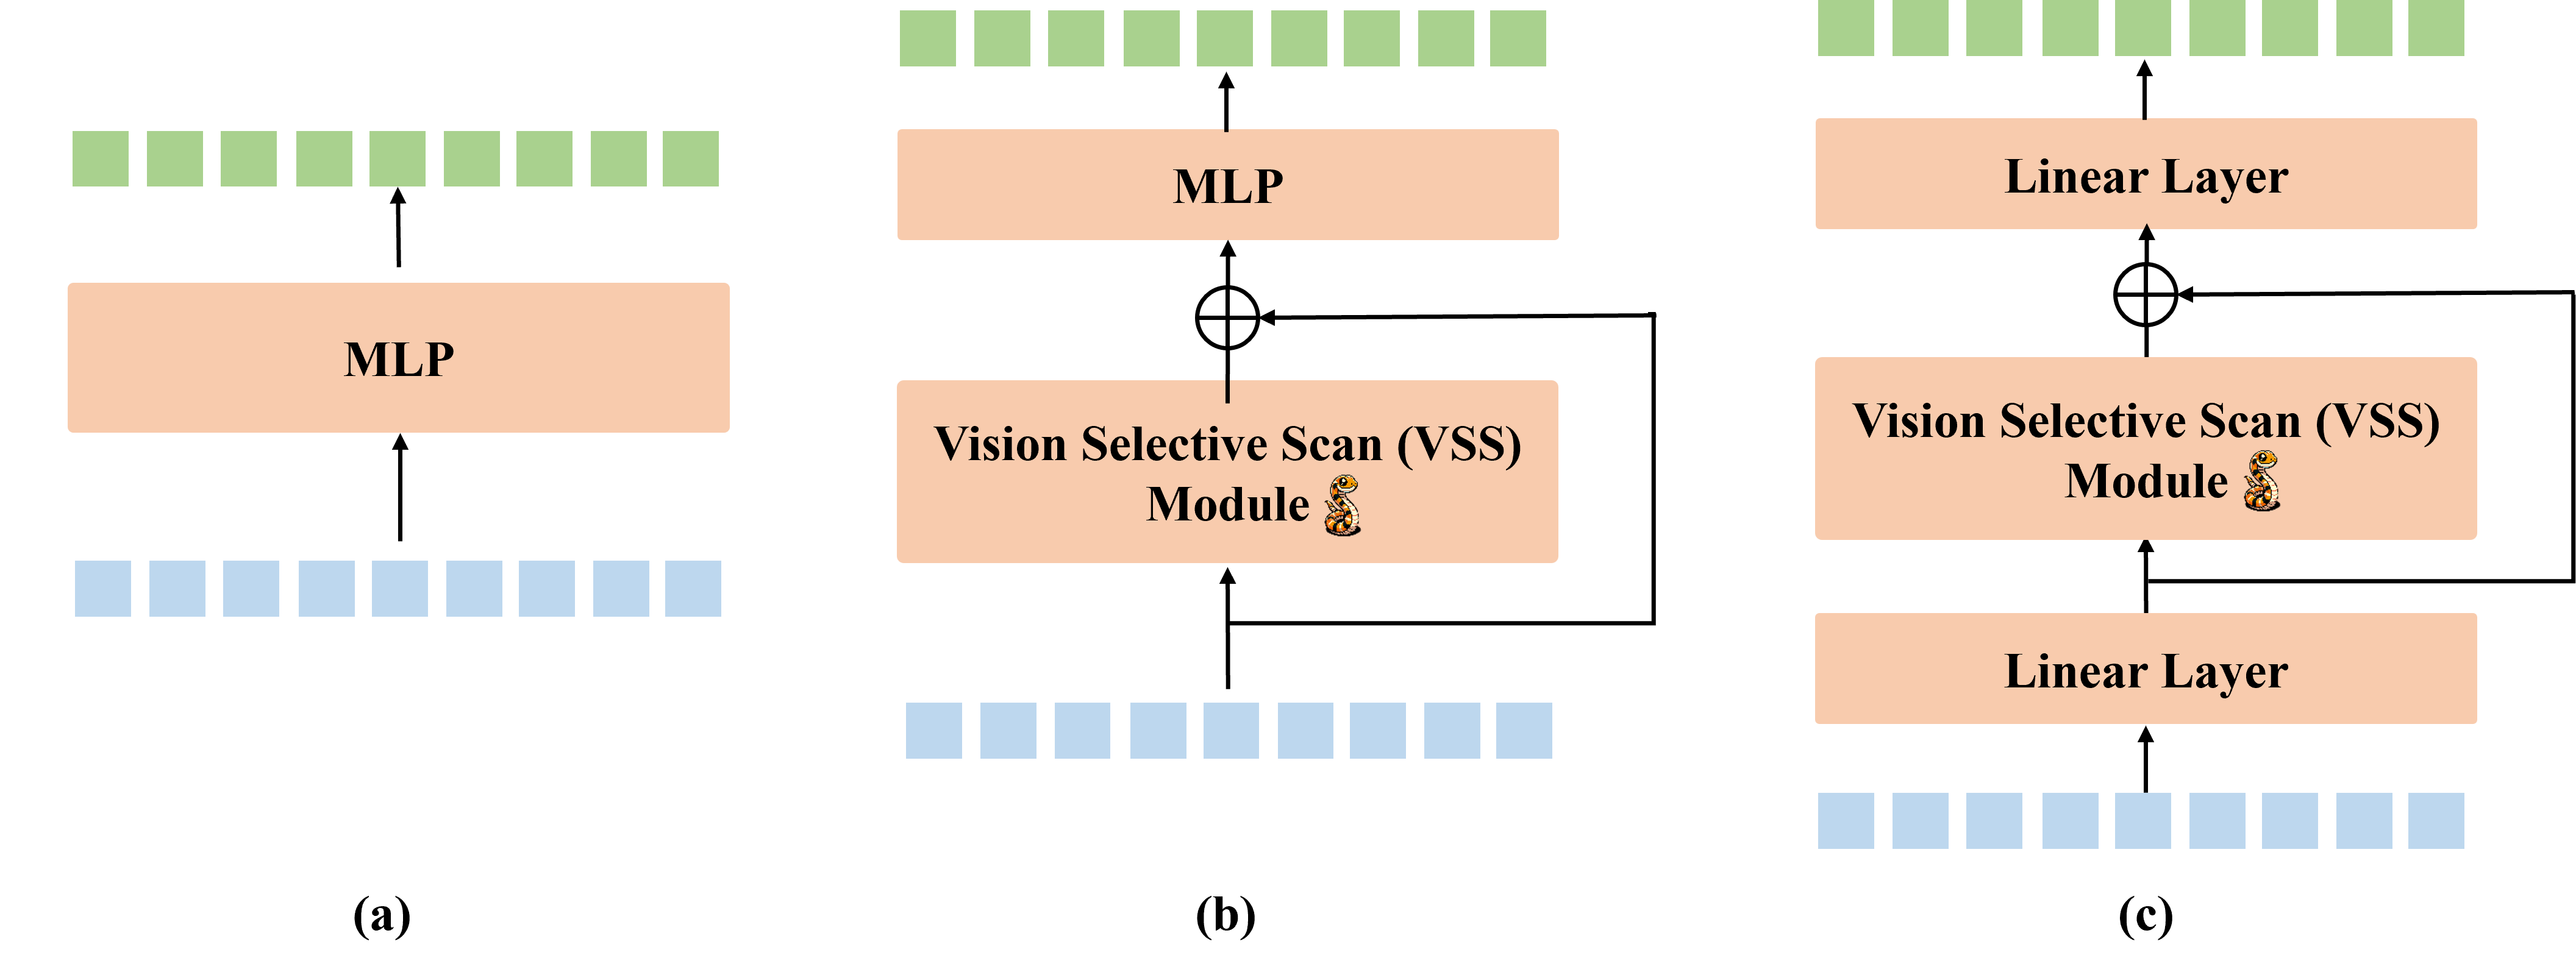 MLP
(a)
MLP
Vision Selective Scan (VSS)
Module
(b)
Linear Layer
Vision Selective Scan (VSS)
Module
Linear Layer
(c)